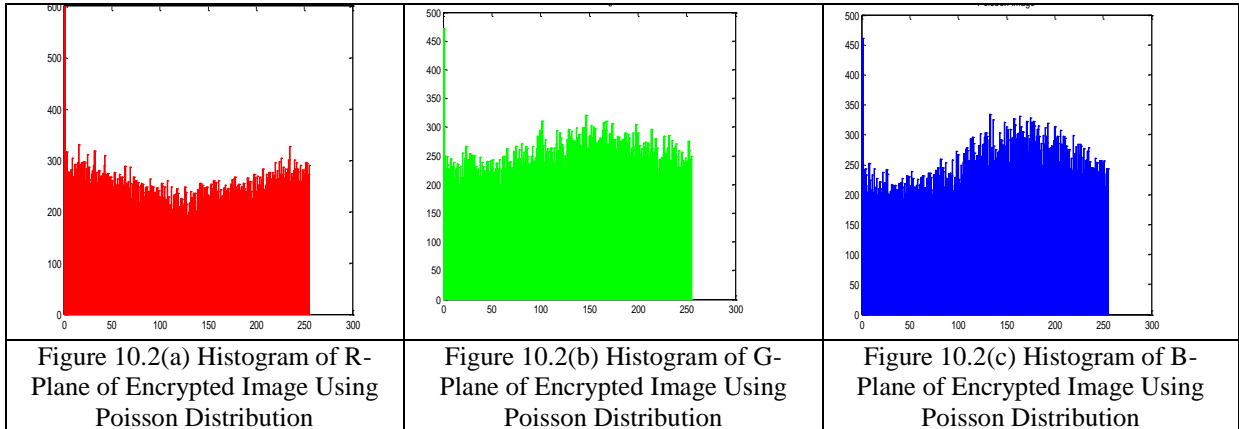 600
500
400
300
200
100
0
0 50 100 150 200 250 300
500
450
400
350
300
250
200
150
100
50
0
0 50 100 150 200 250 300
500
450
400
350
300
250
200
150
100
50
0
0 50 100 150 200 250 300
Figure 10.2(a) Histogram of R-
Plane of Encrypted Image Using
Poisson Distribution
Figure 10.2(b) Histogram of G-
Plane of Encrypted Image Using
Poisson Distribution
Figure 10.2(c) Histogram of B-
Plane of Encrypted Image Using
Poisson Distribution